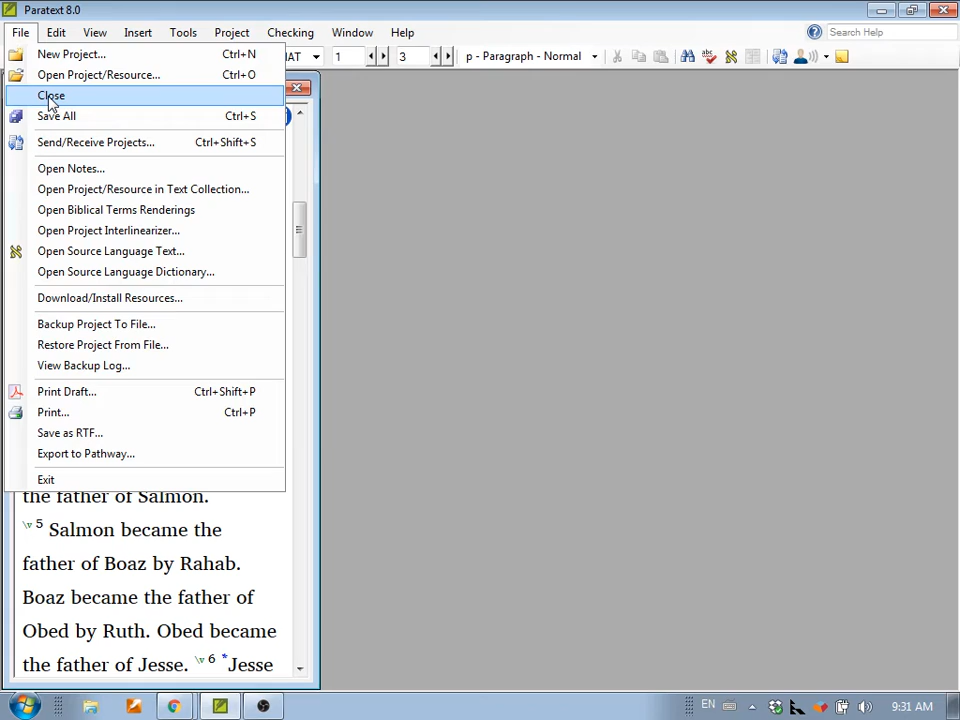 Paratext 8.0
File Edit View Insert Tools Project Checking Window Help Search Help
MAT 1 3 p - Paragraph - Normal
New Project... Ctrl+N
Open Project/Resource... Ctrl+O
Close
Save All Ctrl+S
Send/Receive Projects... Ctrl+Shift+S
Open Notes...
Open Project/Resource in Text Collection...
Open Biblical Terms Renderings
Open Project Interlinearizer...
Open Source Language Text...
Open Source Language Dictionary...
Download/Install Resources...
Backup Project To File...
Restore Project From File...
View Backup Log...
Print Draft... Ctrl+Shift+P
Print... Ctrl+P
Save as RTF...
Export to Pathway...
Exit
the father of Salmon.
\v 5 Salmon became the
father of Boaz by Rahab.
Boaz became the father of
Obed by Ruth. Obed became
the father of Jesse. \v 6 *Jesse
EN 9:31 AM